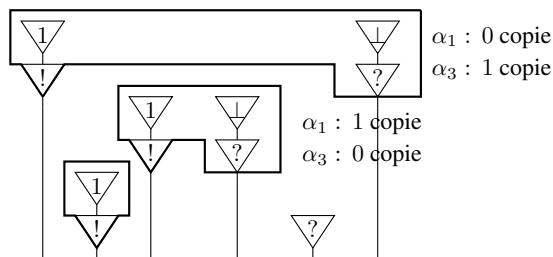 1 ⊥ α₁ : 0 copie
! ? α₃ : 1 copie
1 ⊥ α₁ : 1 copie
! ? α₃ : 0 copie
1
! ?